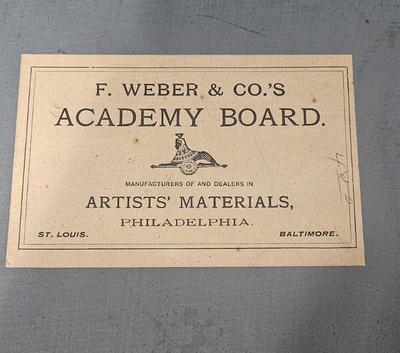 F. WEBER & CO.'S
ACADEMY BOARD.
MANUFACTURERS OF AND DEALERS IN
ARTISTS' MATERIALS,
PHILADELPHIA.
ST. LOUIS.
BALTIMORE.